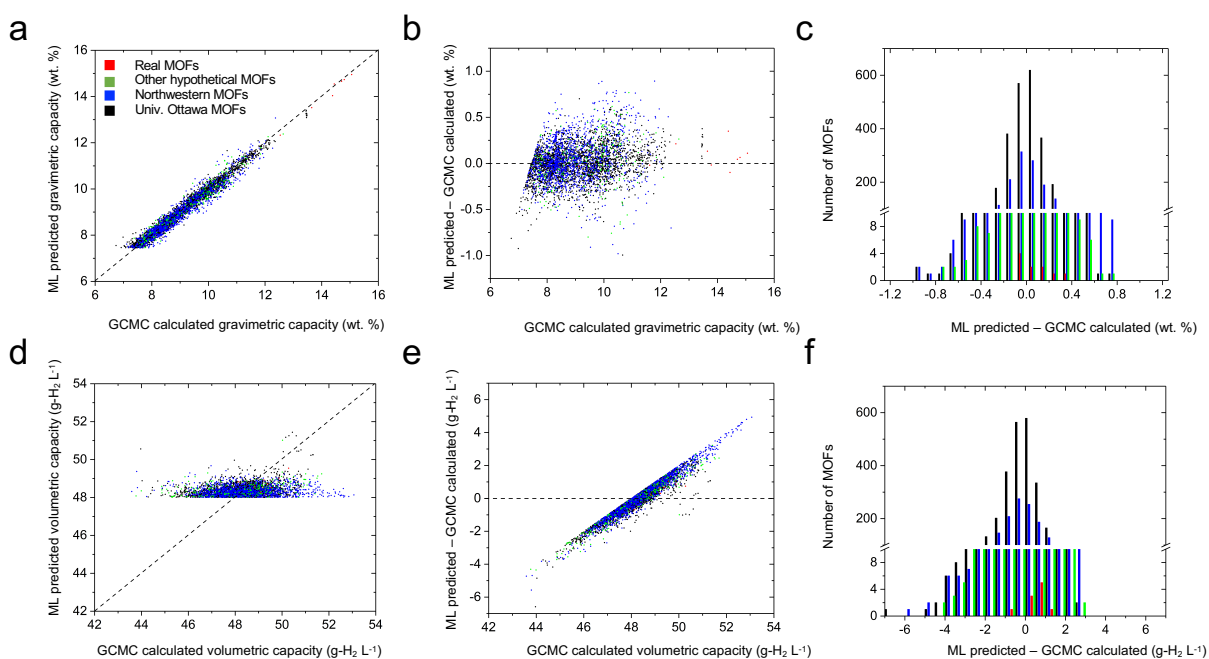 a
ML predicted gravimetric capacity (wt. %)
16
14
12
10
8
6
Real MOFs
Other hypothetical MOFs
Northwestern MOFs
Univ. Ottawa MOFs
6 8 10 12 14 16
GCMC calculated gravimetric capacity (wt. %)
b
ML predicted – GCMC calculated (wt. %)
1.0
0.5
0.0
-0.5
-1.0
6 8 10 12 14 16
GCMC calculated gravimetric capacity (wt. %)
c
Number of MOFs
600
400
200
8
4
0
-1.2 -0.8 -0.4 0.0 0.4 0.8 1.2
ML predicted – GCMC calculated (wt. %)
d
ML predicted volumetric capacity (g-H₂ L⁻¹)
54
52
50
48
46
44
42
42 44 46 48 50 52 54
GCMC calculated volumetric capacity (g-H₂ L⁻¹)
e
ML predicted – GCMC calculated (g-H₂ L⁻¹)
6
4
2
0
-2
-4
-6
42 44 46 48 50 52 54
GCMC calculated volumetric capacity (g-H₂ L⁻¹)
f
Number of MOFs
600
400
200
8
4
0
-6 -4 -2 0 2 4 6
ML predicted – GCMC calculated (g-H₂ L⁻¹)